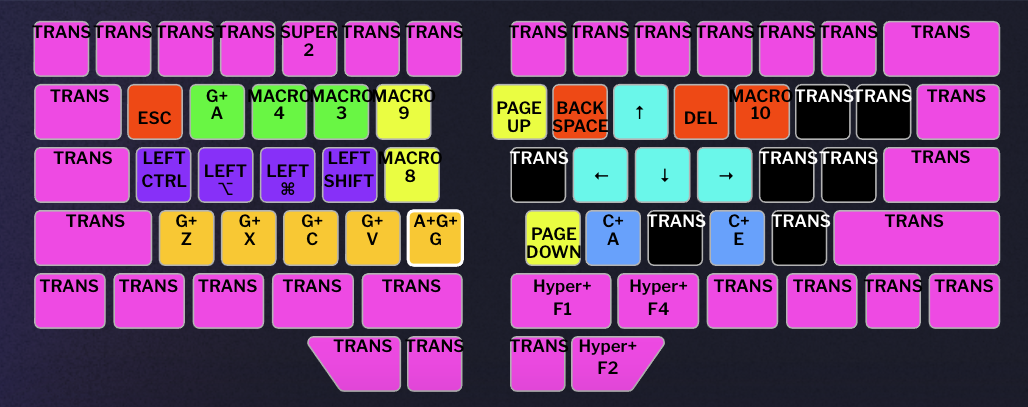 TRANS TRANS TRANS TRANS SUPER TRANS TRANS TRANS TRANS TRANS TRANS TRANS TRANS TRANS
2
TRANS ESC G+ MACRO MACRO MACRO PAGE BACK ↑ DEL MACRO TRANS TRANS TRANS
A 4 3 9 UP SPACE 10
TRANS LEFT LEFT LEFT LEFT MACRO TRANS ← ↓ → TRANS TRANS TRANS
CTRL ⌥ ⌘ SHIFT 8
TRANS G+ G+ G+ G+ A+G+ PAGE C+ TRANS C+ TRANS TRANS
Z X C V G DOWN A E
TRANS TRANS TRANS TRANS TRANS Hyper+ Hyper+ TRANS TRANS TRANS TRANS
F1 F4
TRANS TRANS TRANS Hyper+
F2